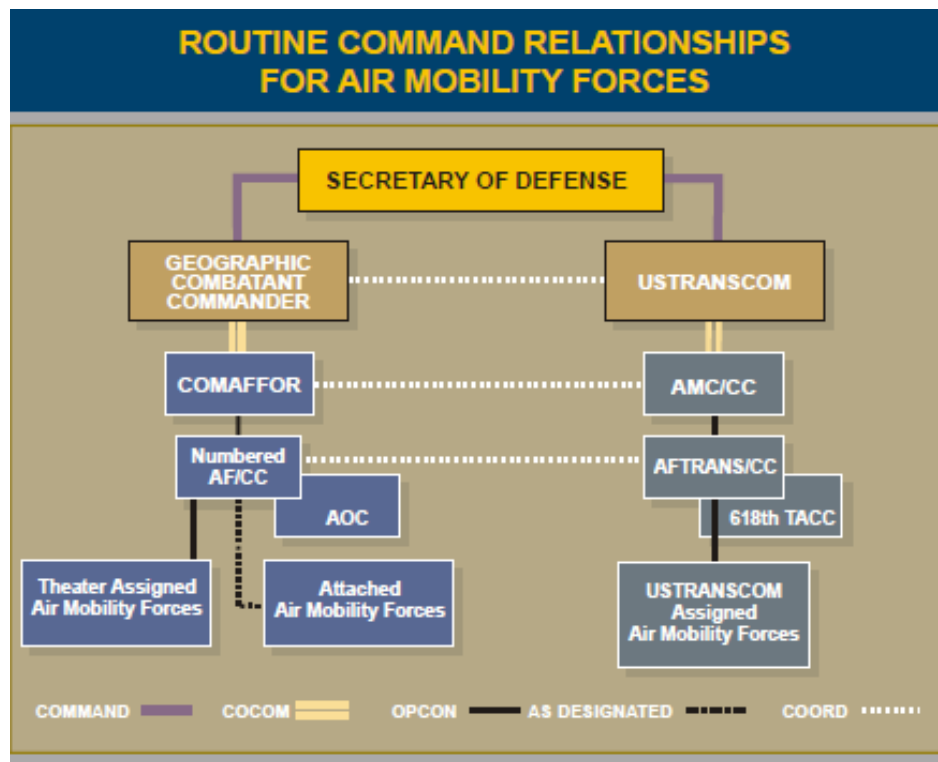 ROUTINE COMMAND RELATIONSHIPS
FOR AIR MOBILITY FORCES
SECRETARY OF DEFENSE
GEOGRAPHIC
COMBATANT
COMMANDER
USTRANSCOM
COMAFFOR
AMC/CC
Numbered
AF/CC
AFTRANS/CC
AOC
618th TACC
Theater Assigned
Air Mobility Forces
Attached
Air Mobility Forces
USTRANSCOM
Assigned
Air Mobility Forces
COMMAND
COCOM
OPCON
AS DESIGNATED
COORD